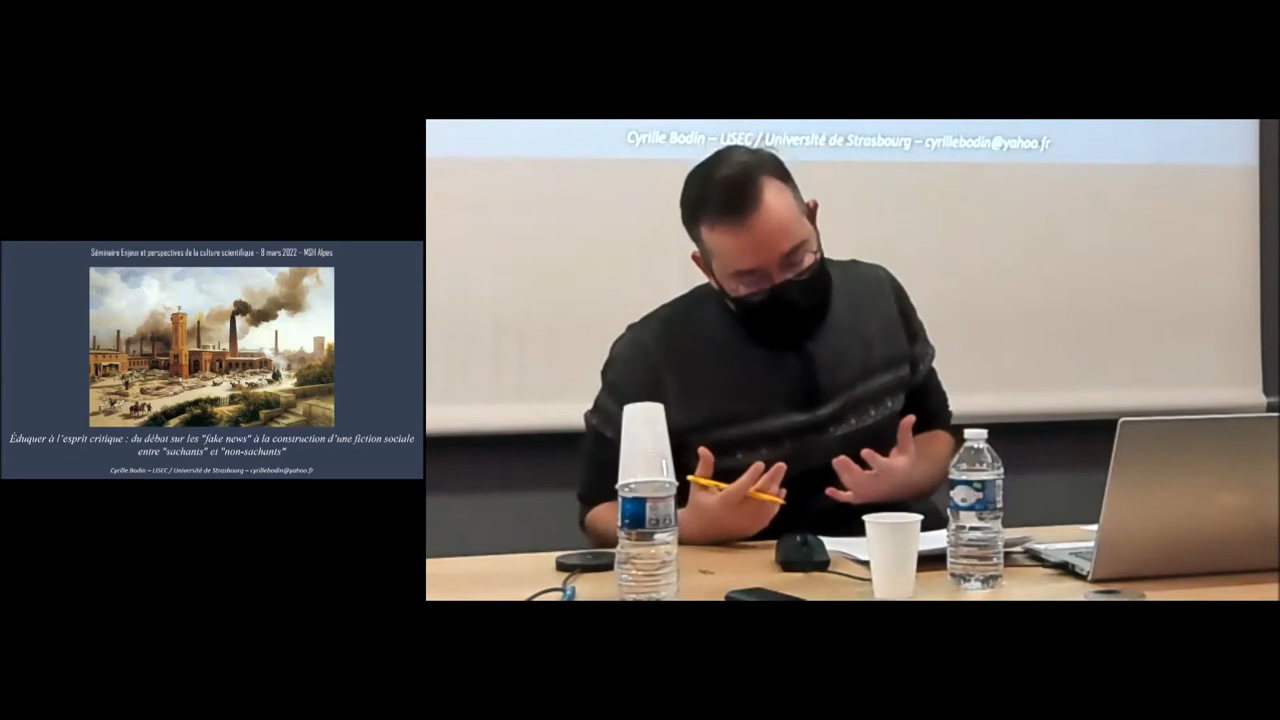 Séminaire Enjeux et perspectives de la culture scientifique – 8 mars 2022 – MSH Alpes
Éduquer à l'esprit critique : du débat sur les "fake news" à la construction d'une fiction sociale
entre "sachants" et "non-sachants"
Cyrille Bodin – LISEC / Université de Strasbourg – cyrillebodin@yahoo.fr
Cyrille Bodin – LISEC / Université de Strasbourg – cyrillebodin@yahoo.fr